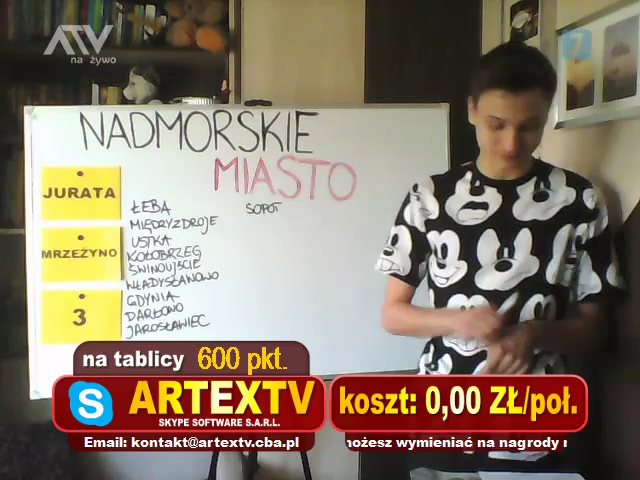 ATV
na żywo
7
NADMORSKIE
MIASTO
JURATA
MRZEŻYNO
3
ŁEBA
MIĘDZYZDROJE
USTKA
KOŁOBRZEG
ŚWINOUJŚCIE
WŁADYSŁAWOWO
GDYNIA
DARŁOWO
JAROSŁAWIEC
SOPOT
na tablicy 600 pkt.
ARTEXTV
SKYPE SOFTWARE S.A.R.L.
koszt: 0,00 ZŁ/poł.
Email: kontakt@artextv.cba.pl
możesz wymieniać na nagrody